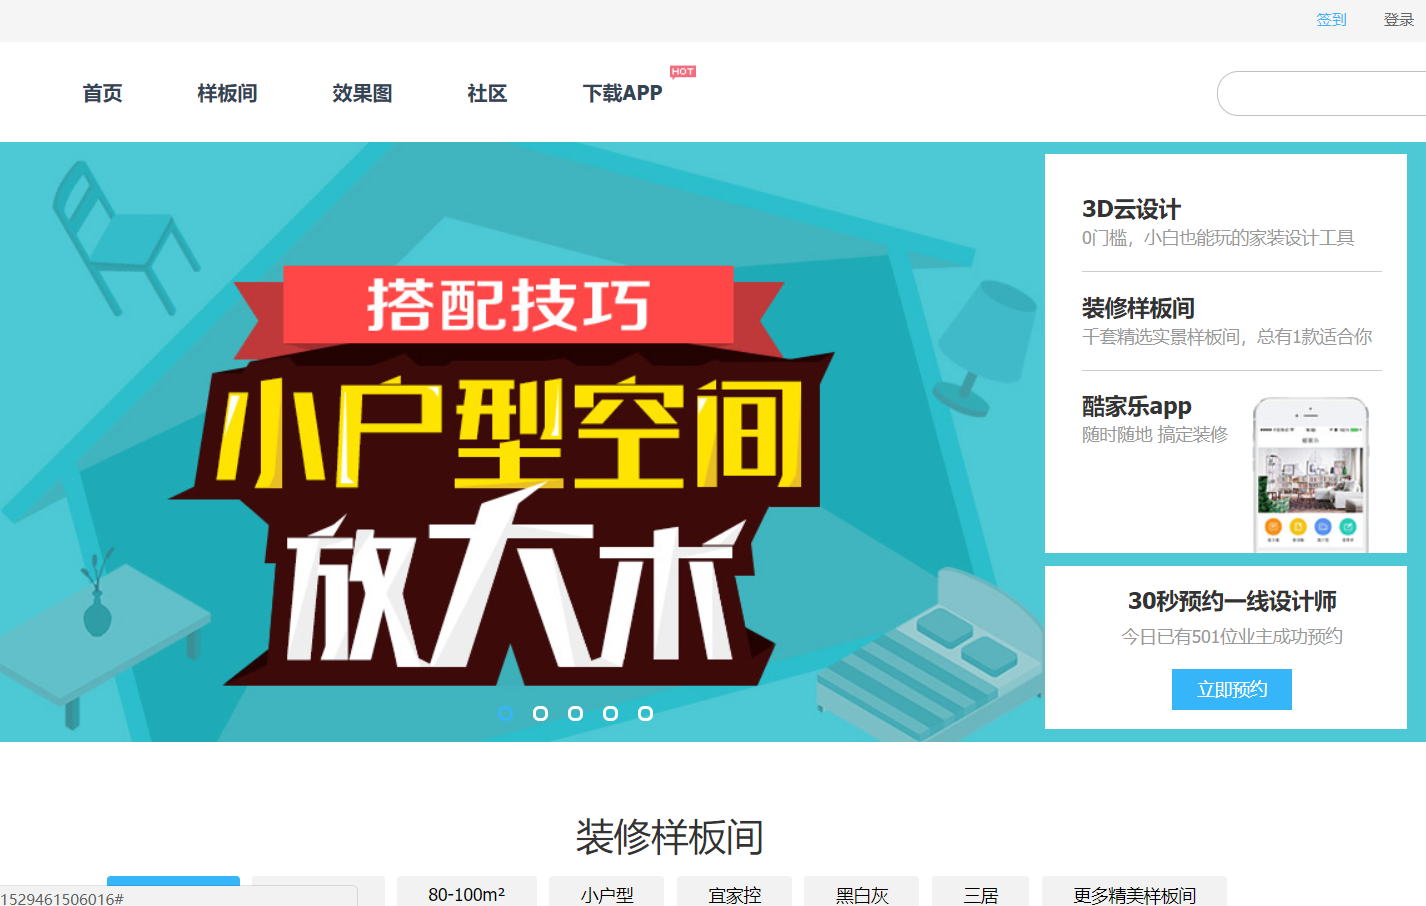 签到
登录
首页
样板间
效果图
社区
下载APP
HOT
3D云设计
0门槛，小白也能玩的家装设计工具
装修样板间
千套精选实景样板间，总有1款适合你
酷家乐app
随时随地 搞定装修
搭配技巧
小户型空间
放大术
30秒预约一线设计师
今日已有501位业主成功预约
立即预约
装修样板间
80-100m²
小户型
宜家控
黑白灰
三居
更多精美样板间
1529461506016#